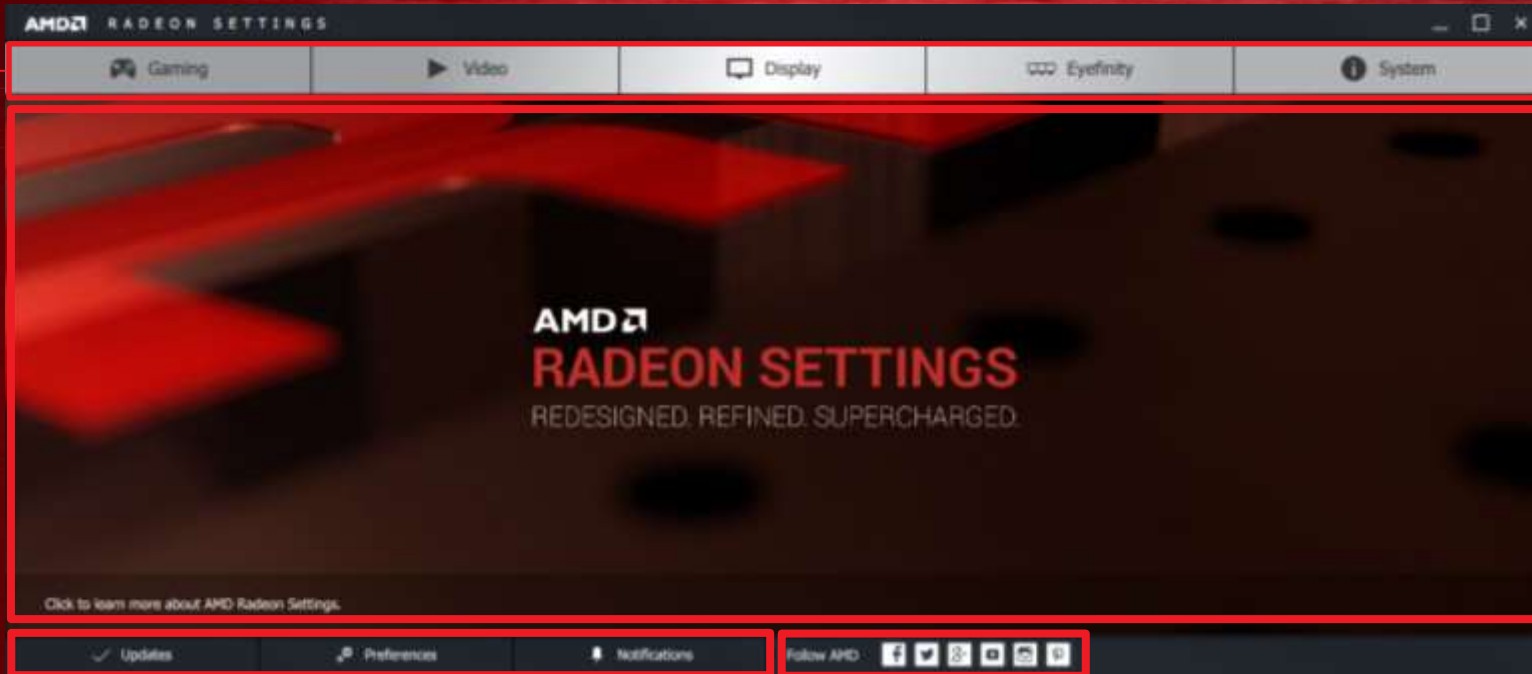 AMD RADEON SETTINGS
Gaming
Video
Display
Eyefinity
System
AMD
RADEON SETTINGS
REDESIGNED. REFINED. SUPERCHARGED.
Click to learn more about AMD Radeon Settings.
Updates
Preferences
Notifications
Follow AMD